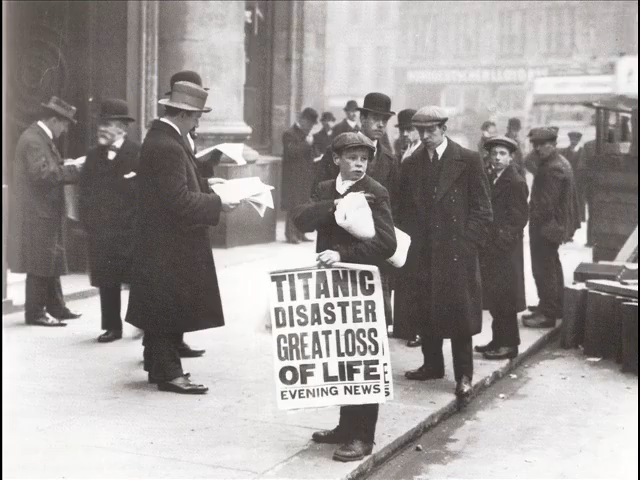 TITANIC
DISASTER
GREAT LOSS
OF LIFE
EVENING NEWS